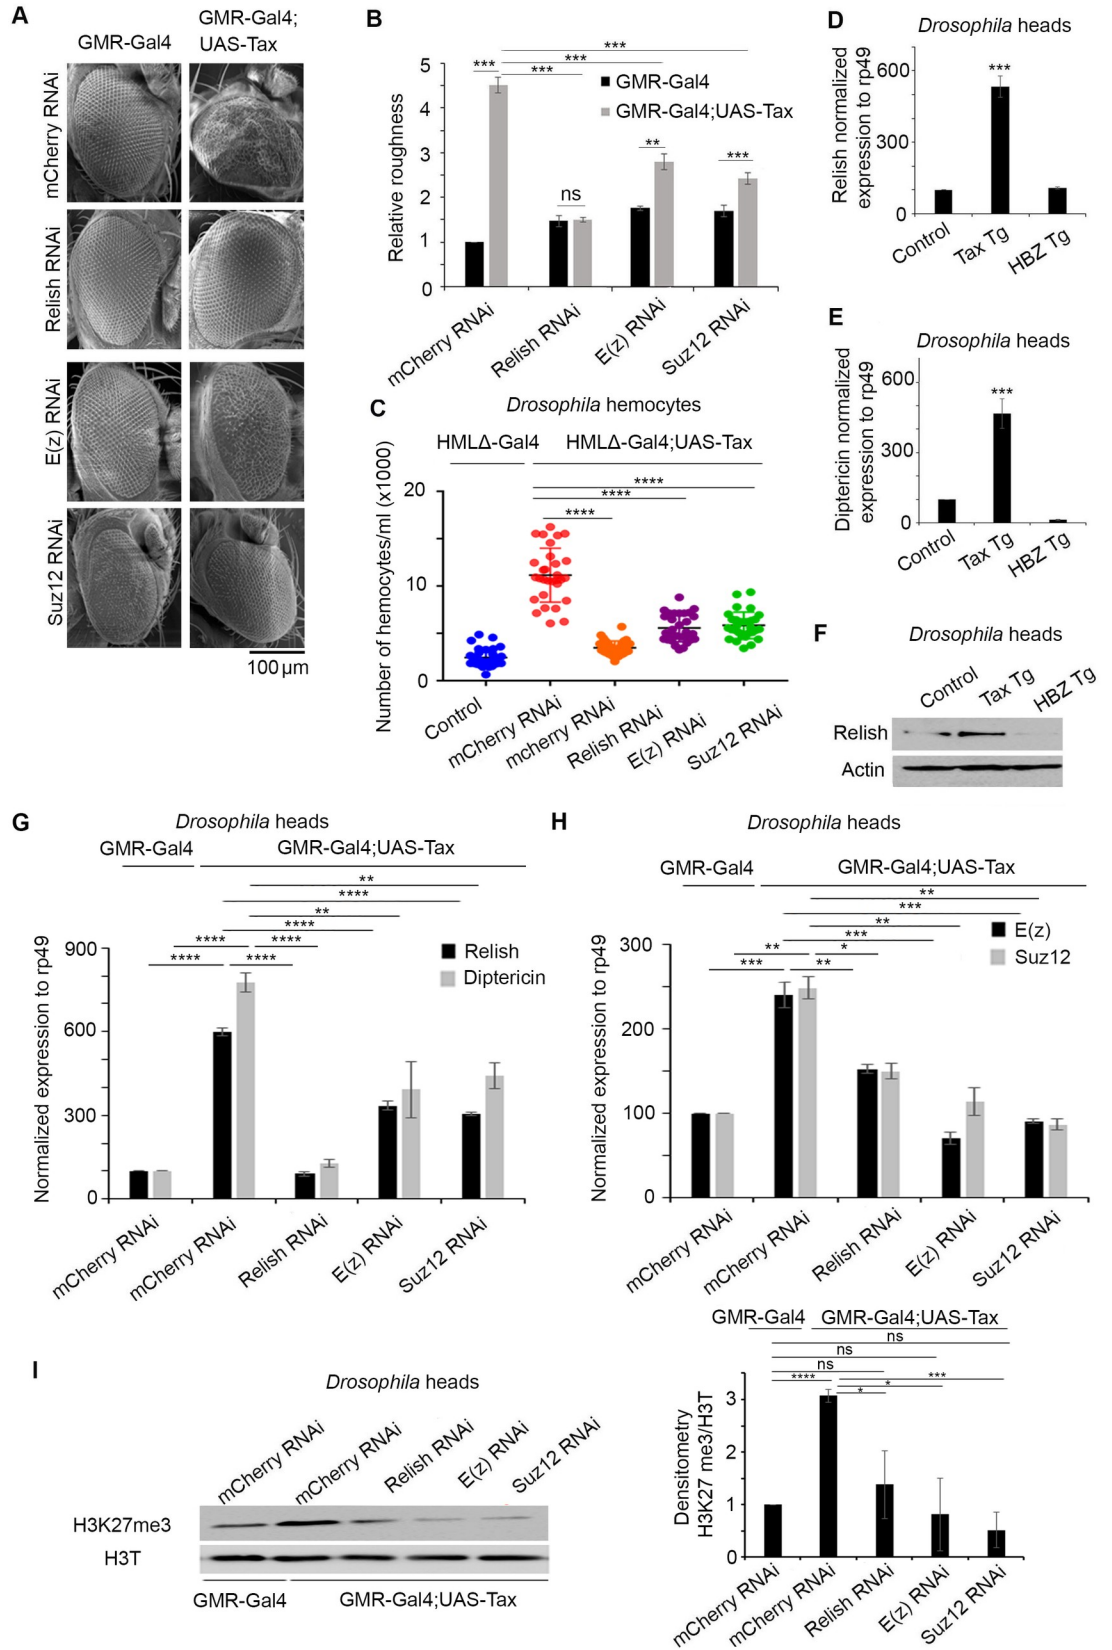 A
GMR-Gal4
GMR-Gal4;
UAS-Tax
mCherry RNAi
Relish RNAi
E(z) RNAi
Suz12 RNAi
100 µm
B
***
***
***
***
ns
**
***
GMR-Gal4
GMR-Gal4;UAS-Tax
Relative roughness
5
4
3
2
1
0
mCherry RNAi
Relish RNAi
E(z) RNAi
Suz12 RNAi
C
Drosophila hemocytes
HMLΔ-Gal4
HMLΔ-Gal4;UAS-Tax
****
****
****
Number of hemocytes/ml (x1000)
20
10
0
Control
mCherry RNAi
mcherry RNAi
Relish RNAi
E(z) RNAi
Suz12 RNAi
D
Drosophila heads
Relish normalized
expression to rp49
600
300
0
***
Control
Tax Tg
HBZ Tg
E
Drosophila heads
Diptericin normalized
expression to rp49
600
300
0
***
Control
Tax Tg
HBZ Tg
F
Drosophila heads
Control
Tax Tg
HBZ Tg
Relish
Actin
G
Drosophila heads
GMR-Gal4
GMR-Gal4;UAS-Tax
**
****
**
****
**** ****
**** ****
Relish
Diptericin
Normalized expression to rp49
900
600
300
0
mCherry RNAi
mCherry RNAi
Relish RNAi
E(z) RNAi
Suz12 RNAi
H
Drosophila heads
GMR-Gal4
GMR-Gal4;UAS-Tax
**
***
**
***
** *
*** **
E(z)
Suz12
Normalized expression to rp49
300
200
100
0
mCherry RNAi
mCherry RNAi
Relish RNAi
E(z) RNAi
Suz12 RNAi
I
Drosophila heads
mCherry RNAi
mCherry RNAi
Relish RNAi
E(z) RNAi
Suz12 RNAi
H3K27me3
H3T
GMR-Gal4
GMR-Gal4;UAS-Tax
GMR-Gal4
GMR-Gal4;UAS-Tax
ns
ns
ns
**** ***
*
*
Densitometry
H3K27 me3/H3T
3
2
1
0
mCherry RNAi
mCherry RNAi
Relish RNAi
E(z) RNAi
Suz12 RNAi